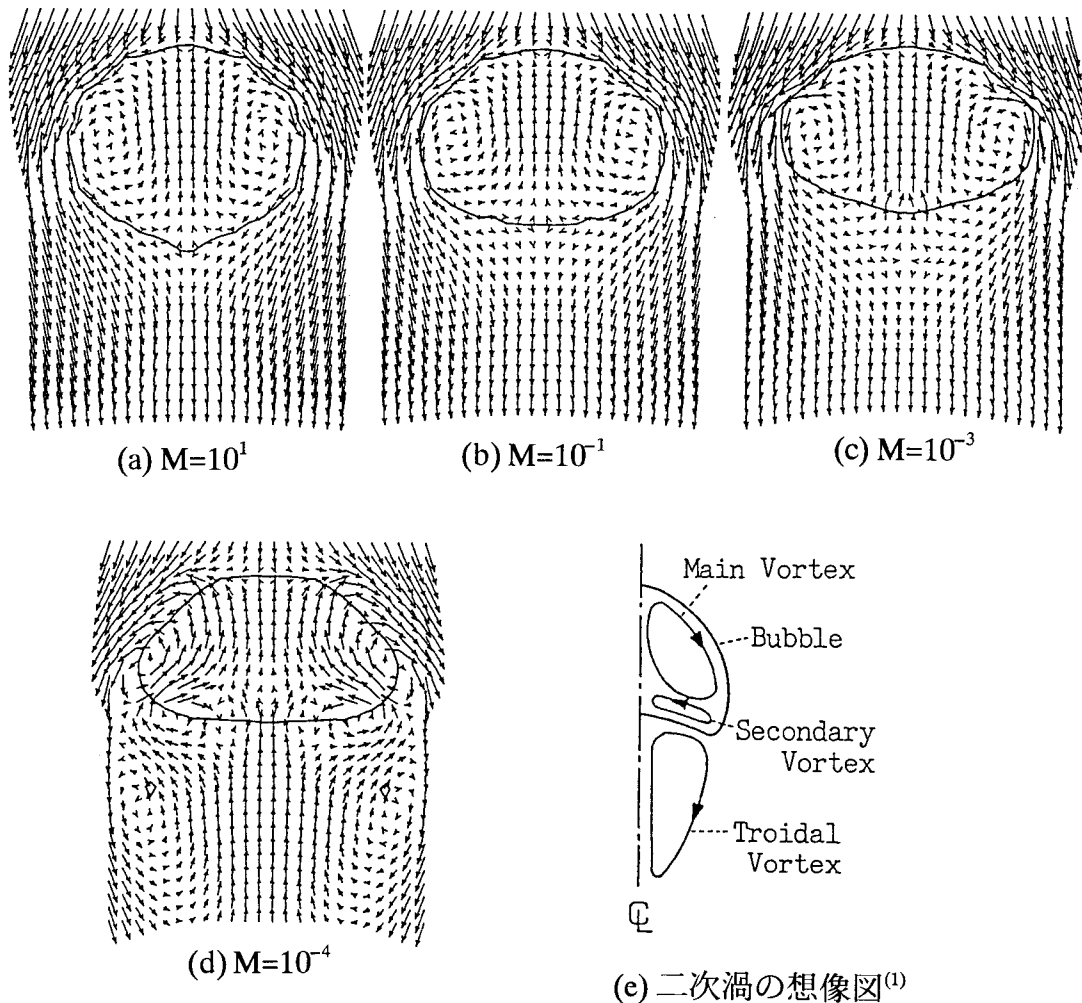 (a) M=10¹
(b) M=10⁻¹
(c) M=10⁻³
Main Vortex
Bubble
Secondary
Vortex
Troidal
Vortex
℄
(d) M=10⁻⁴
(e) 二次渦の想像図⁽¹⁾